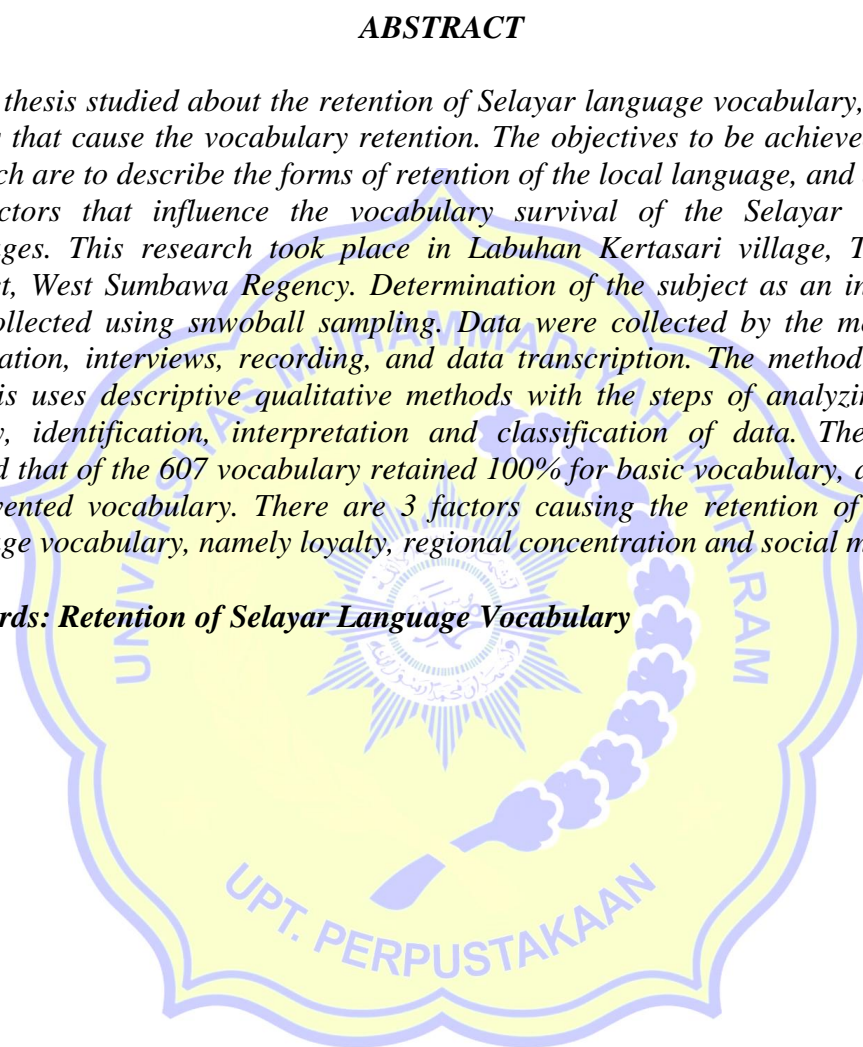 ABSTRACT
thesis studied about the retention of Selayar language vocabulary,
that cause the vocabulary retention. The objectives to be achieve
ch are to describe the forms of retention of the local language, and
ctors that influence the vocabulary survival of the Selayar
ges. This research took place in Labuhan Kertasari village, T
t, West Sumbawa Regency. Determination of the subject as an in
ollected using snwoball sampling. Data were collected by the m
ation, interviews, recording, and data transcription. The method
is uses descriptive qualitative methods with the steps of analyzin
y, identification, interpretation and classification of data. The
d that of the 607 vocabulary retained 100% for basic vocabulary, a
vented vocabulary. There are 3 factors causing the retention of
ge vocabulary, namely loyalty, regional concentration and social m
rds: Retention of Selayar Language Vocabulary
UNIVERSITAS MUHAMMADIYAH MATARAM
UPT. PERPUSTAKAAN